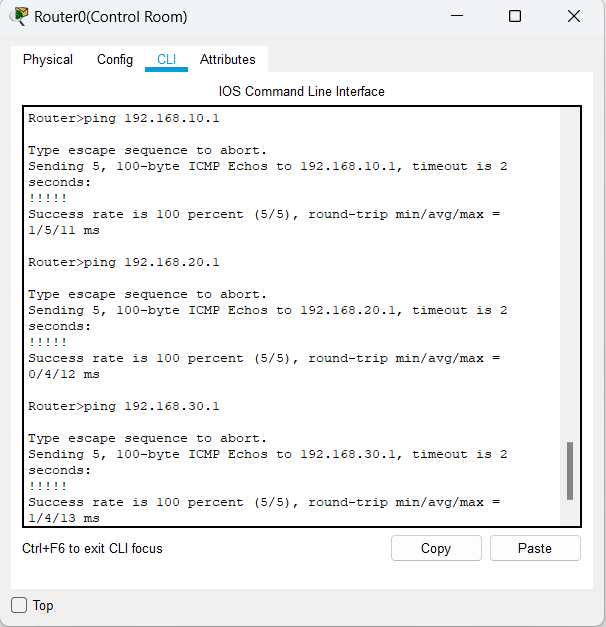 Router0(Control Room)
Physical Config CLI Attributes
IOS Command Line Interface
Router>ping 192.168.10.1
Type escape sequence to abort.
Sending 5, 100-byte ICMP Echos to 192.168.10.1, timeout is 2
seconds:
!!!!!
Success rate is 100 percent (5/5), round-trip min/avg/max =
1/5/11 ms
Router>ping 192.168.20.1
Type escape sequence to abort.
Sending 5, 100-byte ICMP Echos to 192.168.20.1, timeout is 2
seconds:
!!!!!
Success rate is 100 percent (5/5), round-trip min/avg/max =
0/4/12 ms
Router>ping 192.168.30.1
Type escape sequence to abort.
Sending 5, 100-byte ICMP Echos to 192.168.30.1, timeout is 2
seconds:
!!!!!
Success rate is 100 percent (5/5), round-trip min/avg/max =
1/4/13 ms
Ctrl+F6 to exit CLI focus
Copy Paste
Top